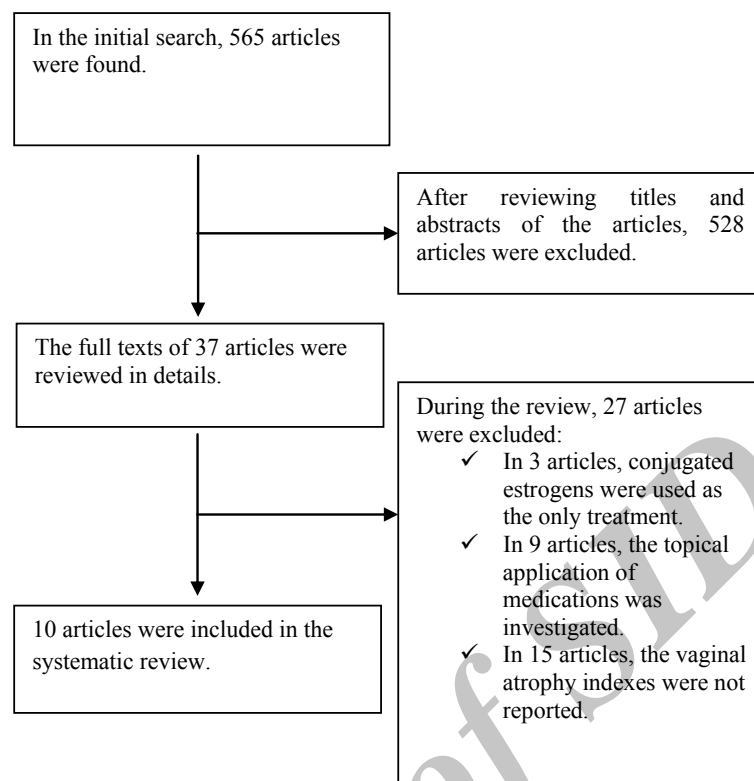 In the initial search, 565 articles
were found.
After reviewing titles and
abstracts of the articles, 528
articles were excluded.
The full texts of 37 articles were
reviewed in details.
During the review, 27 articles
were excluded:
✓ In 3 articles, conjugated
estrogens were used as
the only treatment.
✓ In 9 articles, the topical
application of
medications was
investigated.
✓ In 15 articles, the vaginal
atrophy indexes were not
reported.
10 articles were included in the
systematic review.
of SID